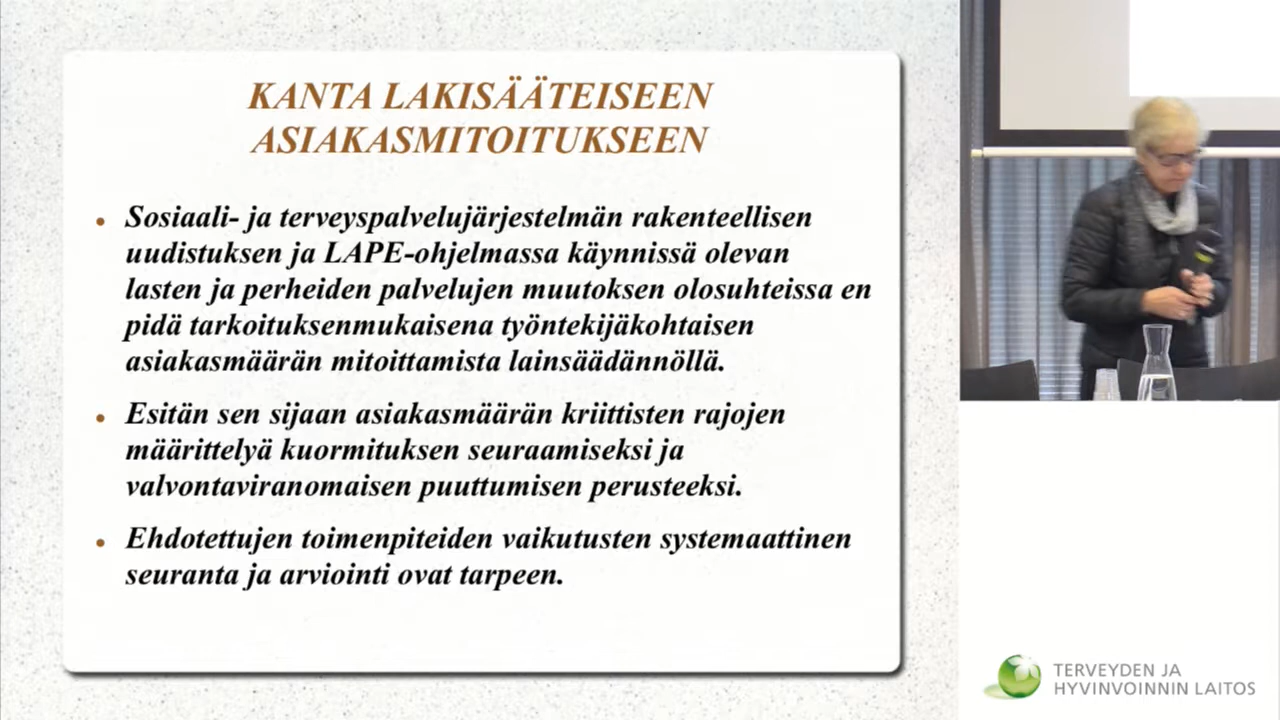 KANTA LAKISÄÄTEISEEN
ASIAKASMITOITUKSEEN
Sosiaali- ja terveyspalvelujärjestelmän rakenteellisen
uudistuksen ja LAPE-ohjelmassa käynnissä olevan
lasten ja perheiden palvelujen muutoksen olosuhteissa en
pidä tarkoituksenmukaisena työntekijäkohtaisen
asiakasmäärän mitoittamista lainsäädännöllä.
Esitän sen sijaan asiakasmäärän kriittisten rajojen
määrittelyä kuormituksen seuraamiseksi ja
valvontaviranomaisen puuttumisen perusteeksi.
Ehdotettujen toimenpiteiden vaikutusten systemaattinen
seuranta ja arviointi ovat tarpeen.
TERVEYDEN JA
HYVINVOINNIN LAITOS